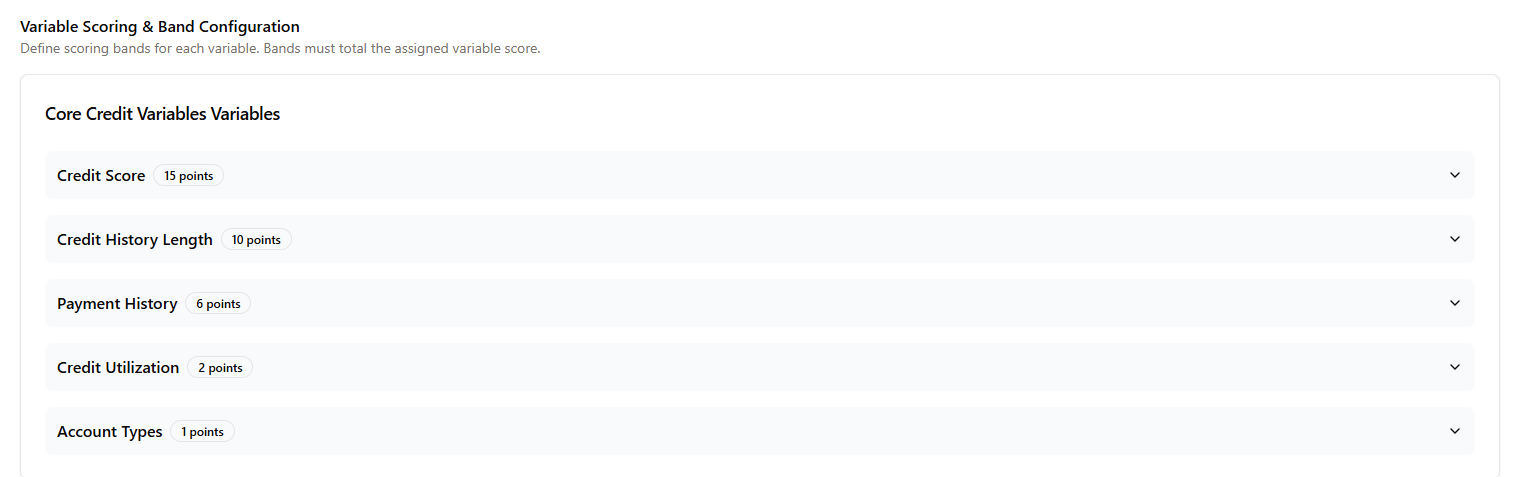 Variable Scoring & Band Configuration
Define scoring bands for each variable. Bands must total the assigned variable score.
Core Credit Variables Variables
Credit Score 15 points
Credit History Length 10 points
Payment History 6 points
Credit Utilization 2 points
Account Types 1 points